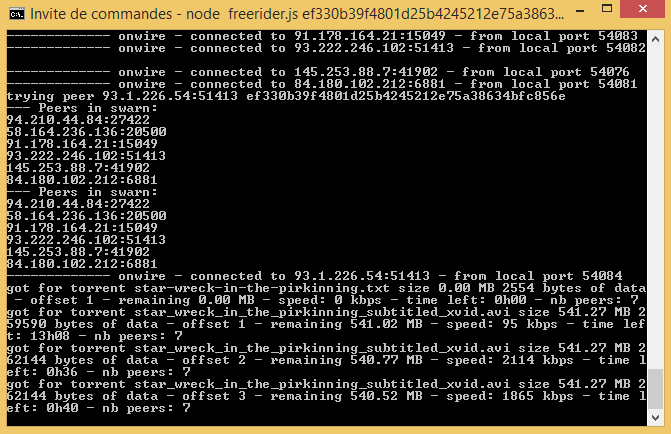 Invite de commandes - node  freerider.js ef330b39f4801d25b4245212e75a3863...
------------- onwire - connected to 91.178.164.21:15049 - from local port 54083
------------- onwire - connected to 93.222.246.102:51413 - from local port 54082
------------- onwire - connected to 145.253.88.7:41902 - from local port 54076
------------- onwire - connected to 84.180.102.212:6881 - from local port 54081
trying peer 93.1.226.54:51413 ef330b39f4801d25b4245212e75a38634bfc856e
--- Peers in swarn:
94.210.44.84:27422
58.164.236.136:20500
91.178.164.21:15049
93.222.246.102:51413
145.253.88.7:41902
84.180.102.212:6881
--- Peers in swarn:
94.210.44.84:27422
58.164.236.136:20500
91.178.164.21:15049
93.222.246.102:51413
145.253.88.7:41902
84.180.102.212:6881
------------- onwire - connected to 93.1.226.54:51413 - from local port 54084
got for torrent star-wreck-in-the-pirkinning.txt size 0.00 MB 2554 bytes of data
 - offset 1 - remaining 0.00 MB - speed: 0 kbps - time left: 0h00 - nb peers: 7
got for torrent star_wreck_in_the_pirkinning_subtitled_xvid.avi size 541.27 MB 2
59590 bytes of data - offset 1 - remaining 541.02 MB - speed: 95 kbps - time lef
t: 13h08 - nb peers: 7
got for torrent star_wreck_in_the_pirkinning_subtitled_xvid.avi size 541.27 MB 2
62144 bytes of data - offset 2 - remaining 540.77 MB - speed: 2114 kbps - time l
eft: 0h36 - nb peers: 7
got for torrent star_wreck_in_the_pirkinning_subtitled_xvid.avi size 541.27 MB 2
62144 bytes of data - offset 3 - remaining 540.52 MB - speed: 1865 kbps - time l
eft: 0h40 - nb peers: 7